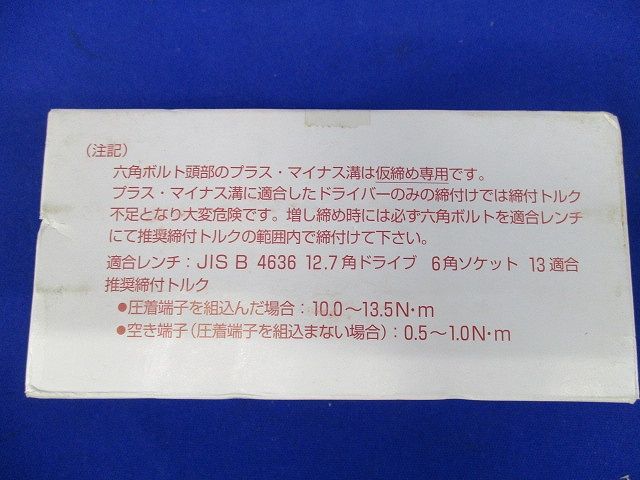 （注記）
六角ボルト頭部のプラス・マイナス溝は仮締め専用です。
プラス・マイナス溝に適合したドライバーのみの締付けでは締付トルク
不足となり大変危険です。増し締め時には必ず六角ボルトを適合レンチ
にて推奨締付トルクの範囲内で締付けて下さい。
適合レンチ：JIS B 4636 12.7角ドライブ 6角ソケット 13適合
推奨締付トルク
●圧着端子を組込んだ場合：10.0～13.5N・m
●空き端子（圧着端子を組込まない場合）：0.5～1.0N・m